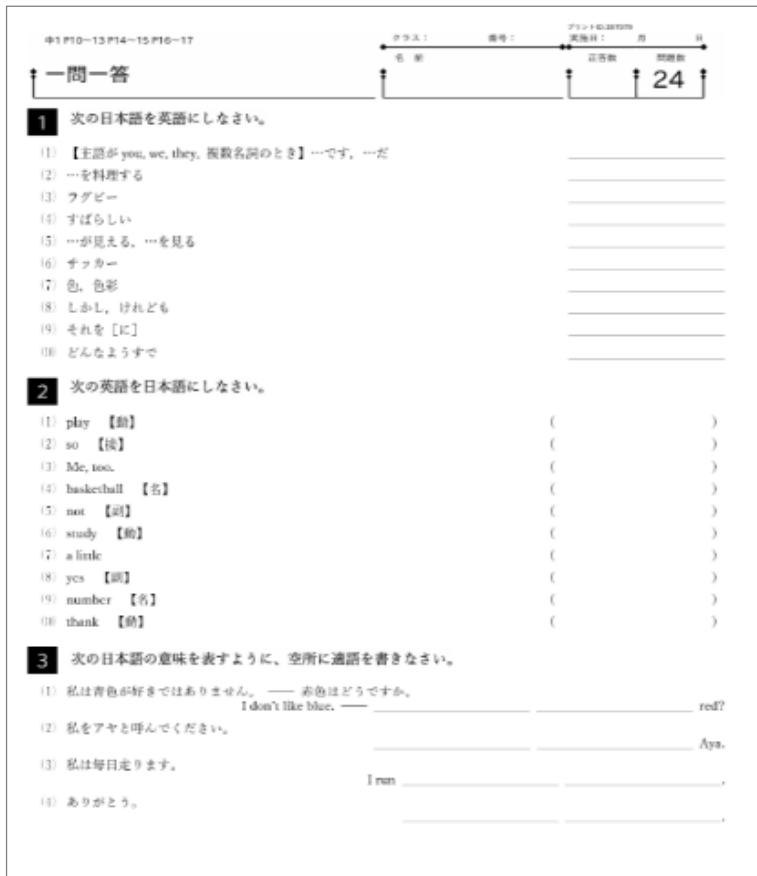 中1 P10～13 P14～15 P16～17
クラス： 番号： 実施日： 月 日
一問一答
名 前 正答数 問題数
24
1 次の日本語を英語にしなさい。
(1) 【主語が you, we, they, 複数名詞のとき】…です，…だ
(2) …を料理する
(3) ラグビー
(4) すばらしい
(5) …が見える，…を見る
(6) サッカー
(7) 色，色彩
(8) しかし，けれども
(9) それを［に］
(10) どんなようすで
2 次の英語を日本語にしなさい。
(1) play 【動】 ( )
(2) so 【接】 ( )
(3) Me, too. ( )
(4) basketball 【名】 ( )
(5) not 【副】 ( )
(6) study 【動】 ( )
(7) a little ( )
(8) yes 【副】 ( )
(9) number 【名】 ( )
(10) thank 【動】 ( )
3 次の日本語の意味を表すように、空所に適語を書きなさい。
(1) 私は青色が好きではありません。 ―― 赤色はどうですか。
I don't like blue. ―― red?
(2) 私をアヤと呼んでください。
Aya.
(3) 私は毎日走ります。
I run .
(4) ありがとう。
.